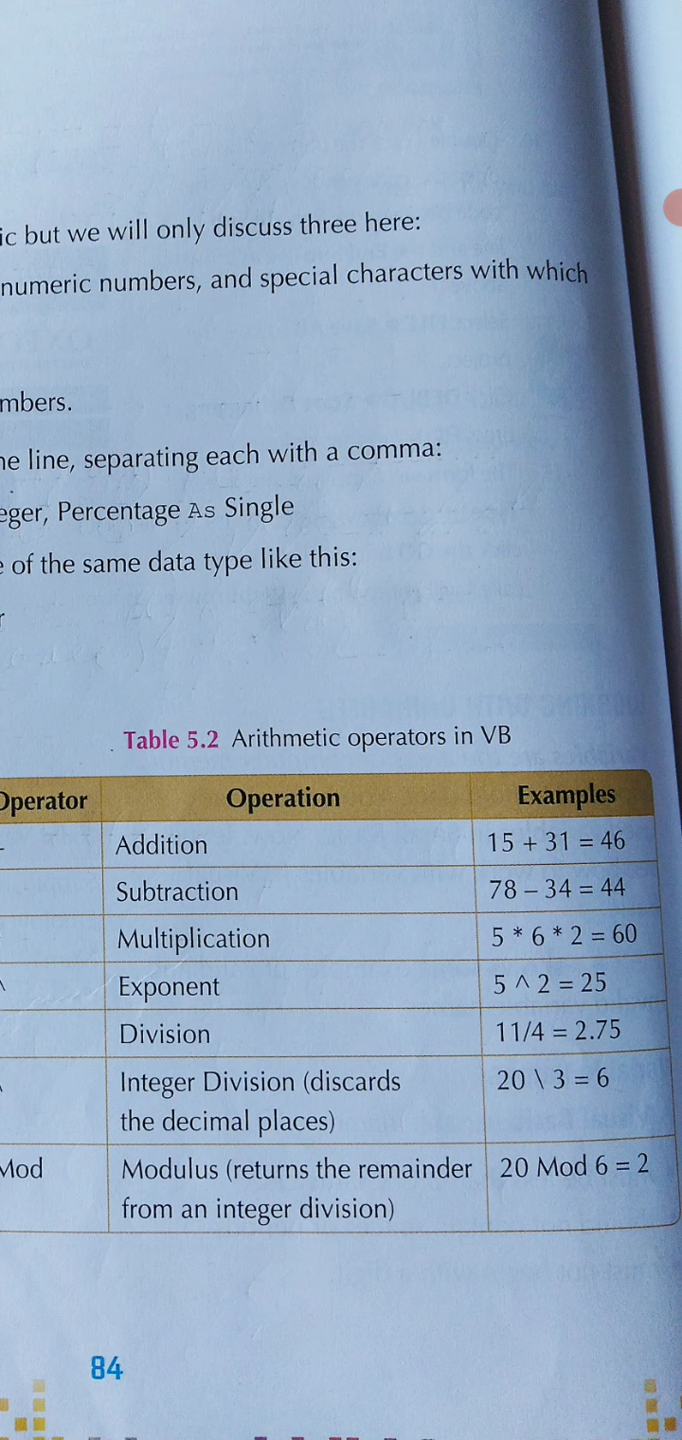 ic but we will only discuss three here:
numeric numbers, and special characters with which
mbers.
ne line, separating each with a comma:
eger, Percentage As Single
e of the same data type like this:
r
Table 5.2 Arithmetic operators in VB
Operator Operation Examples
Addition 15 + 31 = 46
Subtraction 78 – 34 = 44
Multiplication 5 * 6 * 2 = 60
^ Exponent 5 ^ 2 = 25
Division 11/4 = 2.75
\ Integer Division (discards 20 \ 3 = 6
the decimal places)
Mod Modulus (returns the remainder 20 Mod 6 = 2
from an integer division)
84